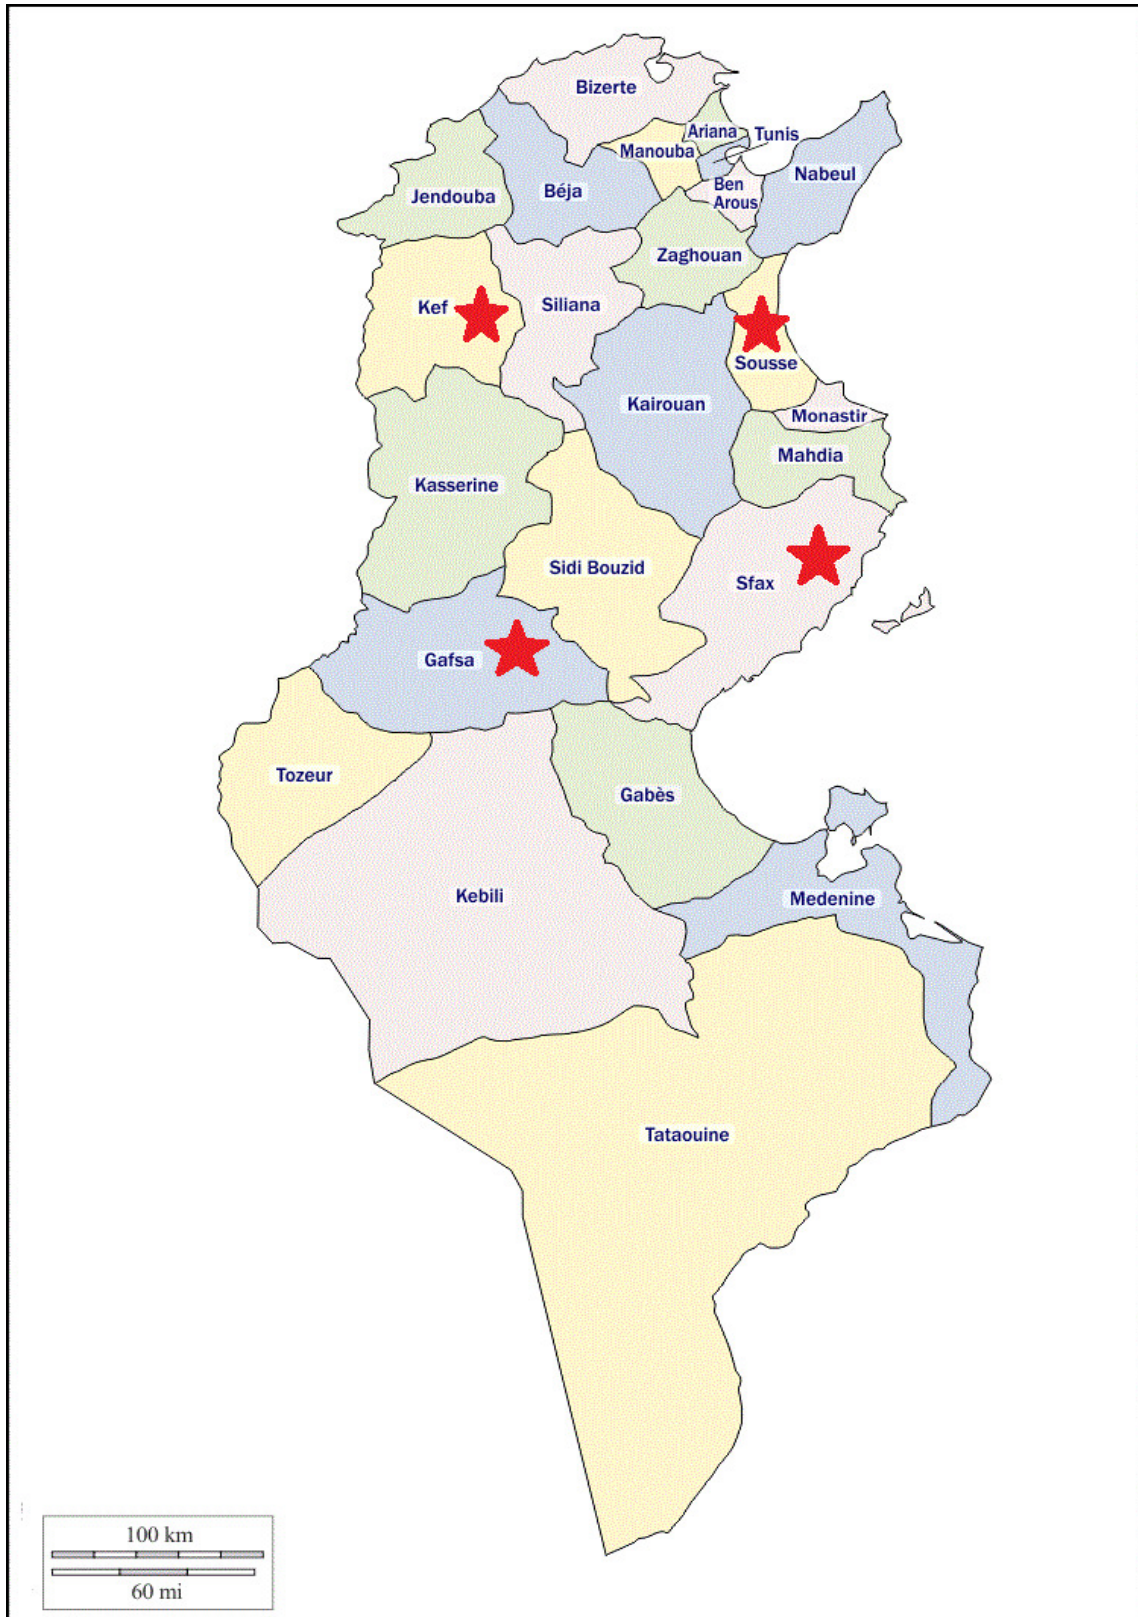 Bizerte
Ariana
Tunis
Manouba
Nabeul
Ben
Arous
Jendouba
Béja
Zaghouan
Kef
Siliana
Sousse
Kairouan
Monastir
Mahdia
Kasserine
Sidi Bouzid
Sfax
Gafsa
Tozeur
Gabès
Kebili
Medenine
Tataouine
100 km
60 mi